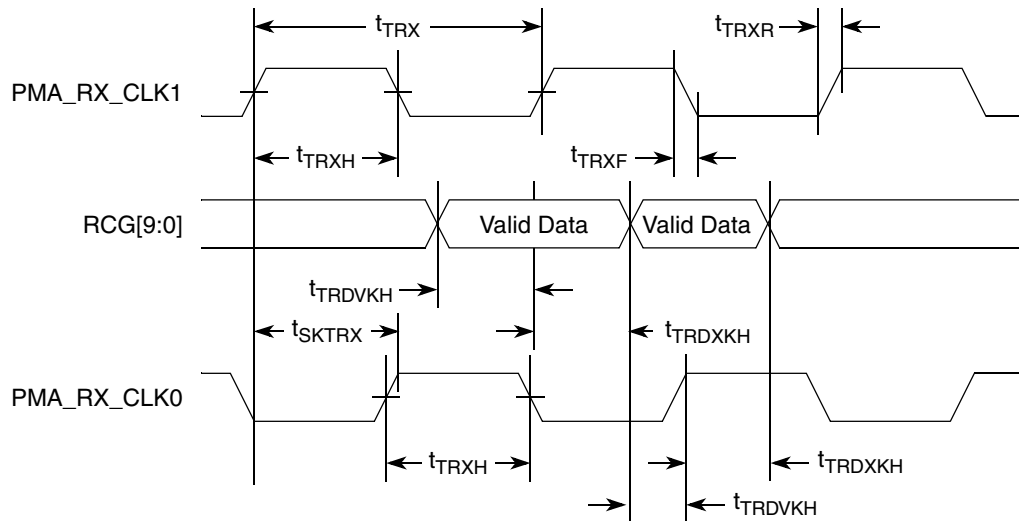 tTRX
tTRXR
PMA_RX_CLK1
tTRXH
tTRXF
RCG[9:0]
Valid Data
Valid Data
tTRDVKH
tSKTRX
tTRDXKH
PMA_RX_CLK0
tTRXH
tTRDXKH
tTRDVKH